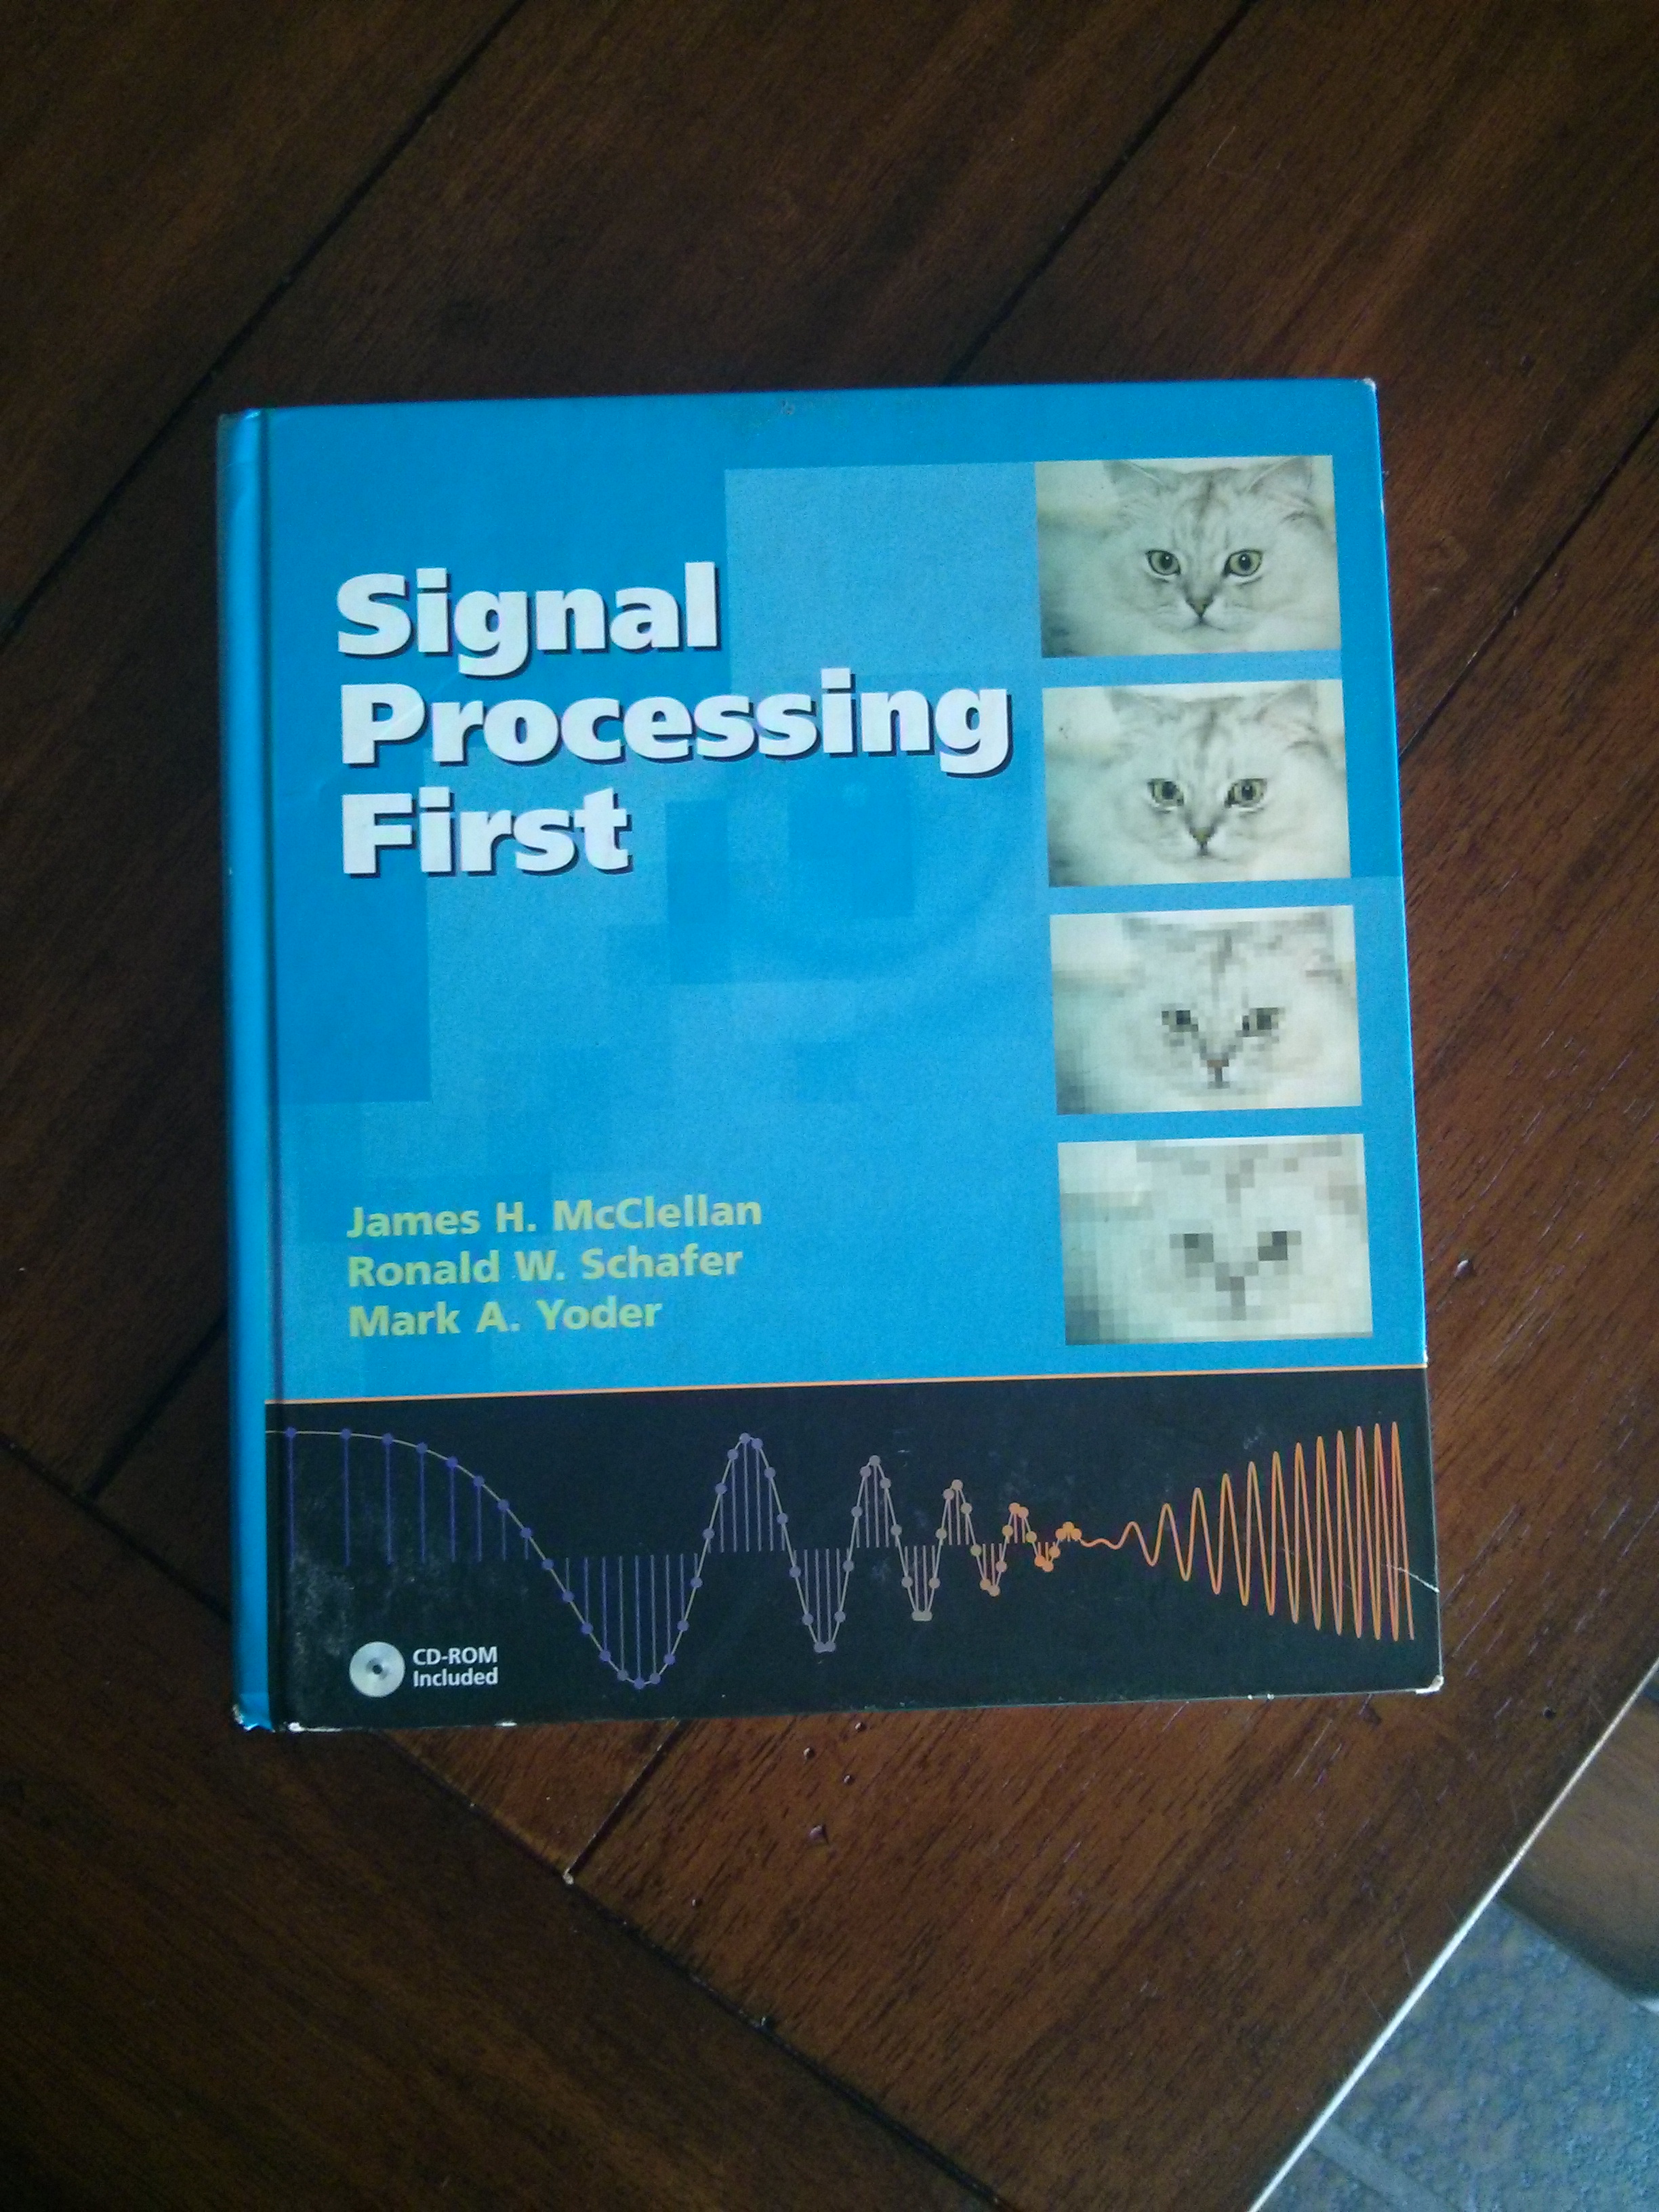 Signal
Processing
First
James H. McClellan
Ronald W. Schafer
Mark A. Yoder
CD-ROM
Included